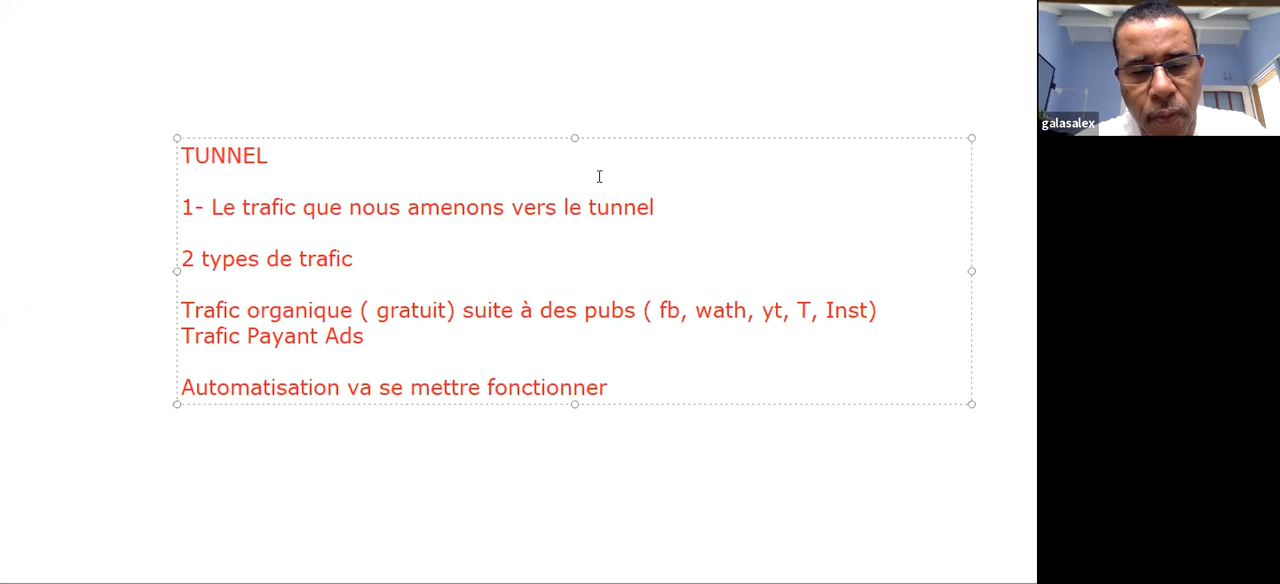 TUNNEL
1- Le trafic que nous amenons vers le tunnel
2 types de trafic
Trafic organique ( gratuit) suite à des pubs ( fb, wath, yt, T, Inst)
Trafic Payant Ads
Automatisation va se mettre fonctionner
galasalex